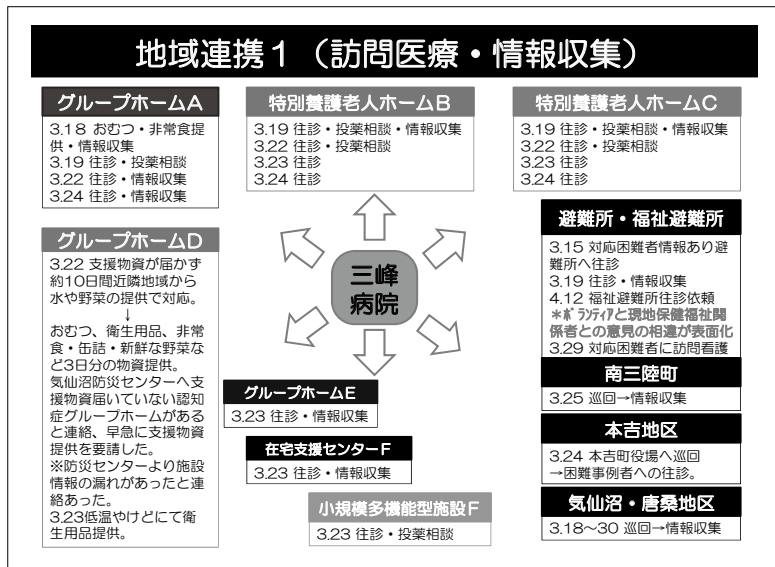 地域連携1（訪問医療・情報収集）
グループホームA
3.18 おむつ・非常食提
供・情報収集
3.19 往診・投薬相談
3.22 往診・情報収集
3.24 往診・情報収集
特別養護老人ホームB
3.19 往診・投薬相談・情報収集
3.22 往診・投薬相談
3.23 往診
3.24 往診
特別養護老人ホームC
3.19 往診・投薬相談・情報収集
3.22 往診・投薬相談
3.23 往診
3.24 往診
グループホームD
3.22 支援物資が届かず
約10日間近隣地域から
水や野菜の提供で対応。
↓
おむつ、衛生用品、非常
食・缶詰・新鮮な野菜な
ど3日分の物資提供。
気仙沼防災センターへ支
援物資届いていない認知
症グループホームがある
と連絡、早急に支援物資
提供を要請した。
※防災センターより施設
情報の漏れがあったと連
絡あった。
3.23低温やけどにて衛
生用品提供。
三峰
病院
グループホームE
3.23 往診・情報収集
在宅支援センターF
3.23 往診・情報収集
小規模多機能型施設F
3.23 往診・投薬相談
避難所・福祉避難所
3.15 対応困難者情報あり避
難所へ往診
3.19 往診・情報収集
4.12 福祉避難所往診依頼
＊ボランティアと現地保健福祉関
係者との意見の相違が表面化
3.29 対応困難者に訪問看護
南三陸町
3.25 巡回→情報収集
本吉地区
3.24 本吉町役場へ巡回
→困難事例者への往診。
気仙沼・唐桑地区
3.18～30 巡回→情報収集